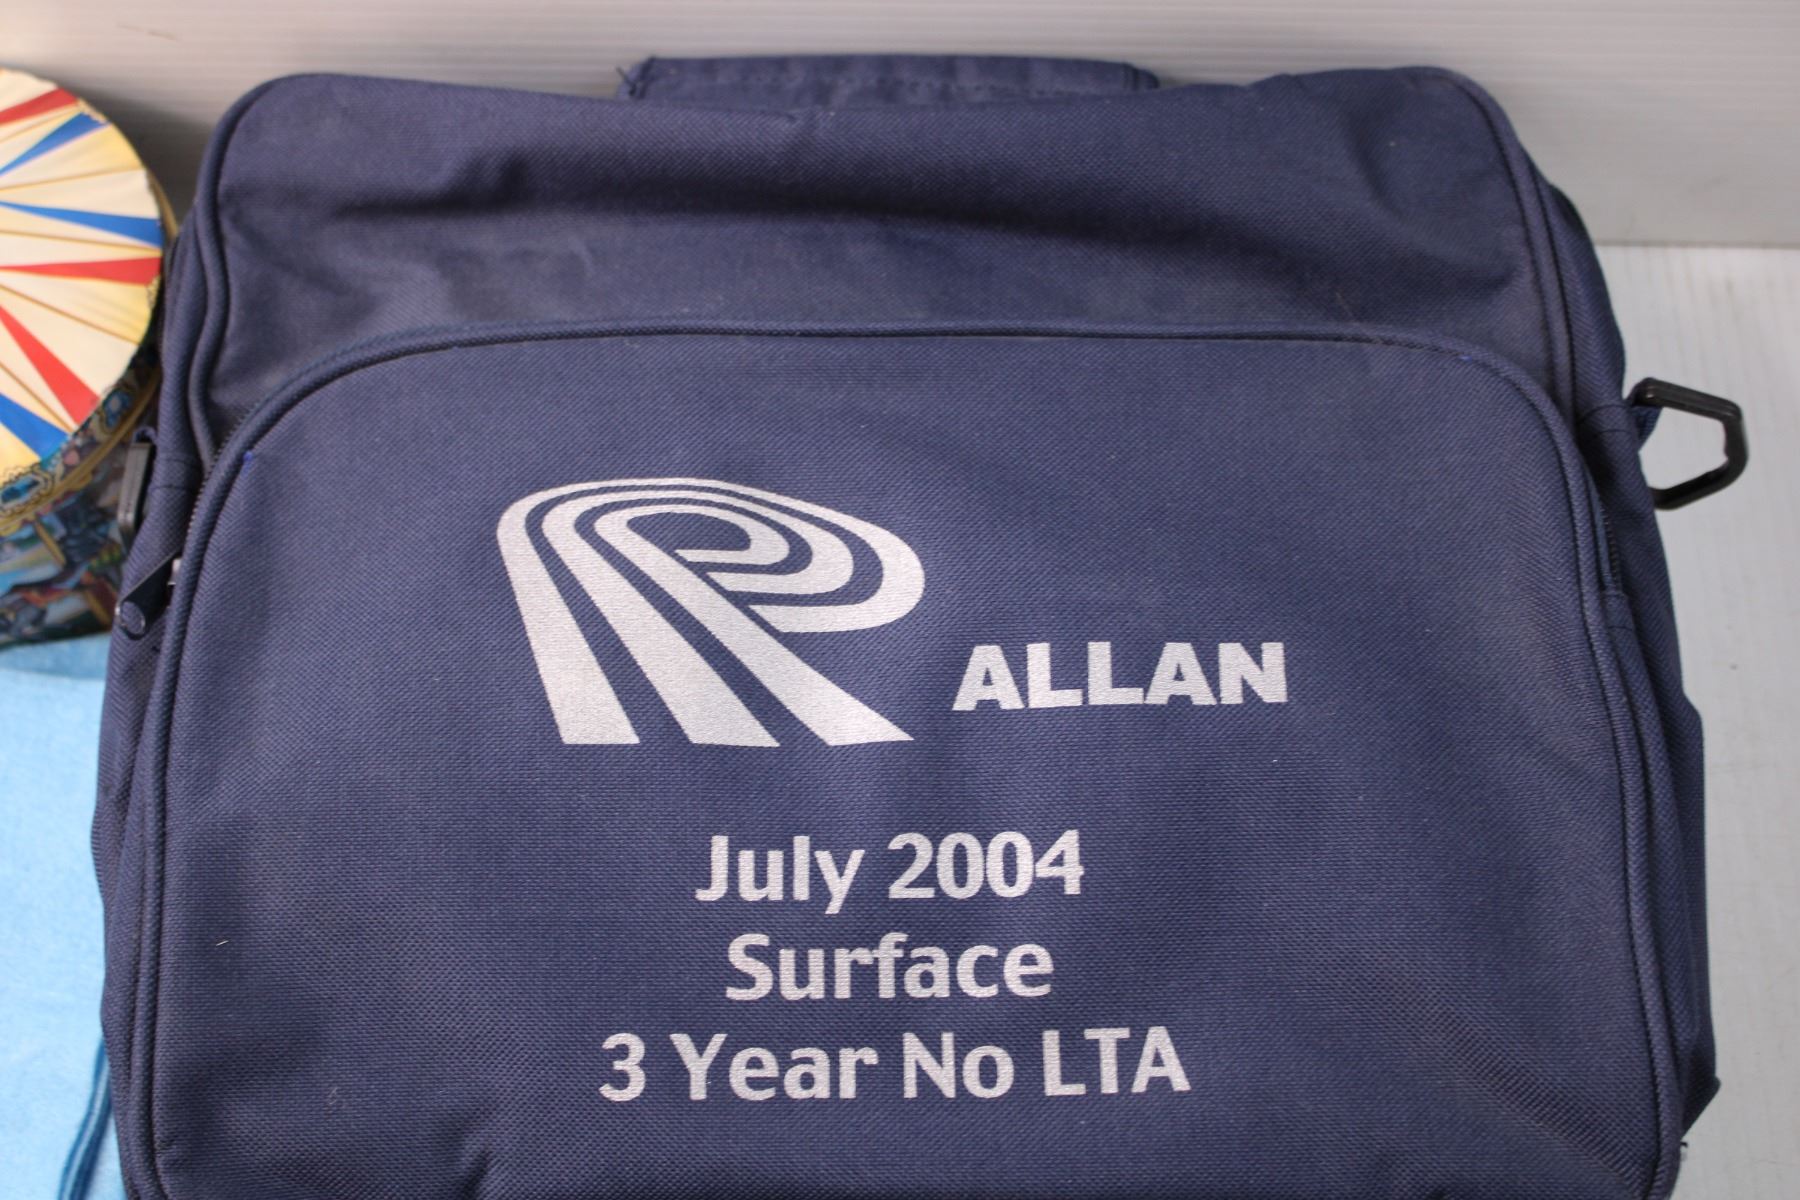 R ALLAN
July 2004
Surface
3 Year No LTA